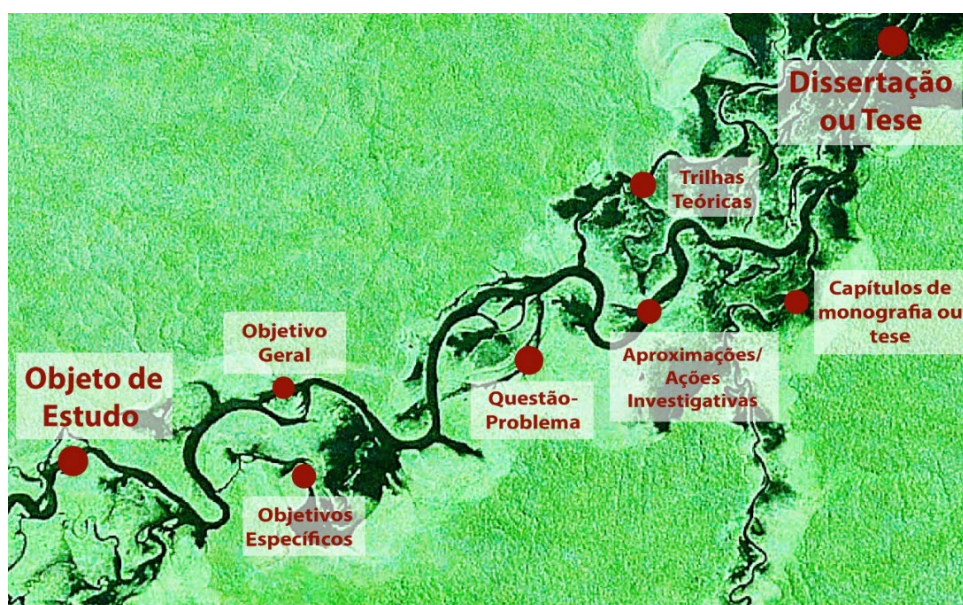 Dissertação
ou Tese
Trilhas
Teóricas
Capítulos de
monografia ou
tese
Objetivo
Geral
Aproximações/
Ações
Investigativas
Objeto de
Estudo
Questão-
Problema
Objetivos
Específicos